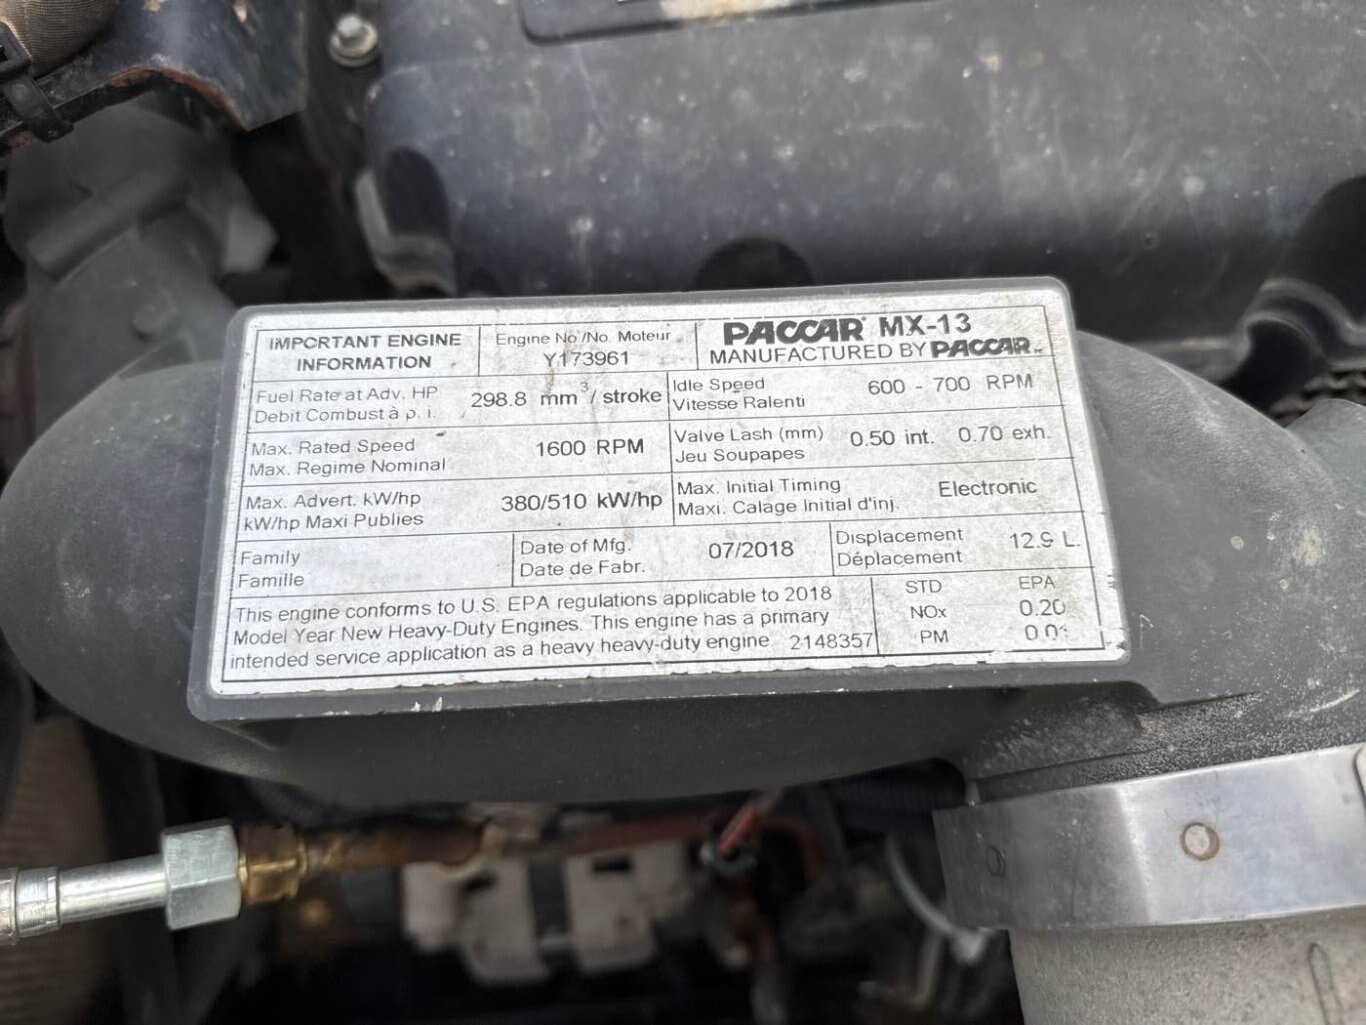 IMPORTANT ENGINE INFORMATION
Engine No./No. Moteur
Y173961
PACCAR MX-13
MANUFACTURED BY PACCAR
Fuel Rate at Adv. HP
Debit Combust à p. i.
298.8 mm³/ stroke
Idle Speed
Vitesse Ralenti
600 - 700 RPM
Max. Rated Speed
Max. Regime Nominal
1600 RPM
Valve Lash (mm)
Jeu Soupapes
0.50 int. 0.70 exh.
Max. Advert. kW/hp
kW/hp Maxi Publies
380/510 kW/hp
Max. Initial Timing
Maxi. Calage Initial d'inj.
Electronic
Family
Famille
Date of Mfg.
Date de Fabr.
07/2018
Displacement
Déplacement
12.9 L.
This engine conforms to U.S. EPA regulations applicable to 2018
Model Year New Heavy-Duty Engines. This engine has a primary
intended service application as a heavy heavy-duty engine 2148357
STD EPA
NOx 0.20
PM 0.01